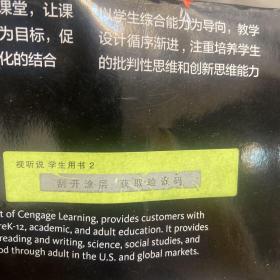 课堂，让课
为目标，促
化的结合
以学生综合能力为导向，教学
设计循序渐进，注重培养学生
的批判性思维和创新思维能力
视听说 学生用书 2
刮开涂层 获取验证码
t of Cengage Learning, provides customers with
reK-12, academic, and adult education. It provides
reading and writing, science, social studies, and
od through adult in the U.S. and global markets.